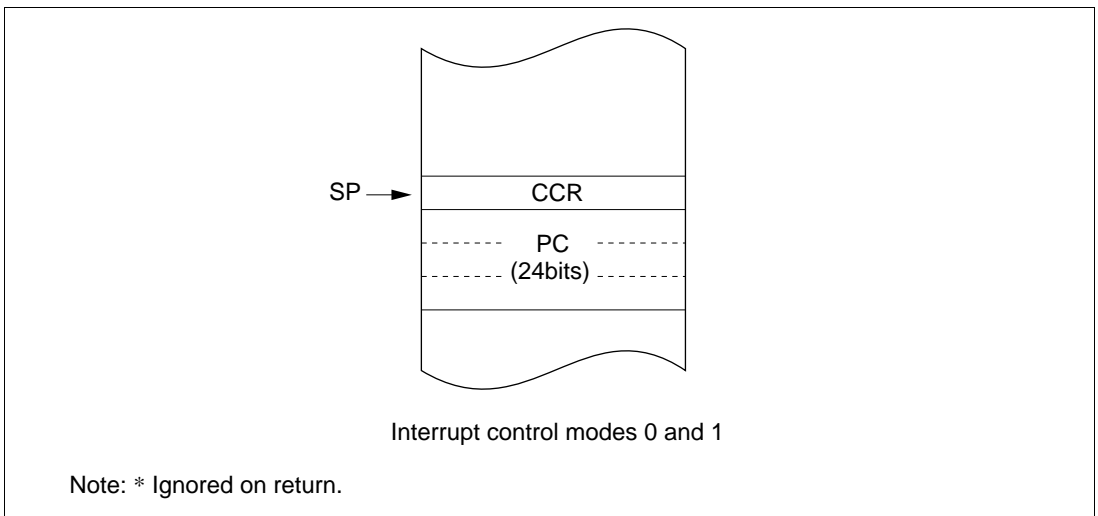 SP
CCR
PC
(24bits)
Interrupt control modes 0 and 1
Note: * Ignored on return.